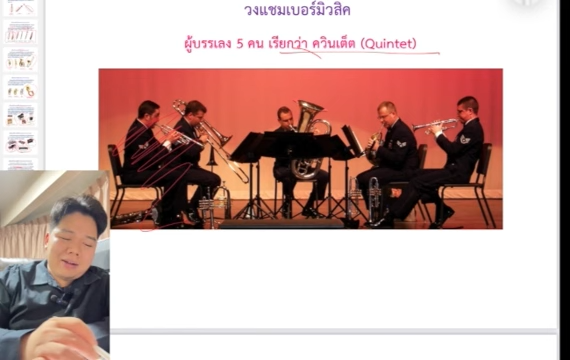 วงแชมเบอร์มิวสิค
ผู้บรรเลง 5 คน เรียกว่า ควินเต็ต (Quintet)